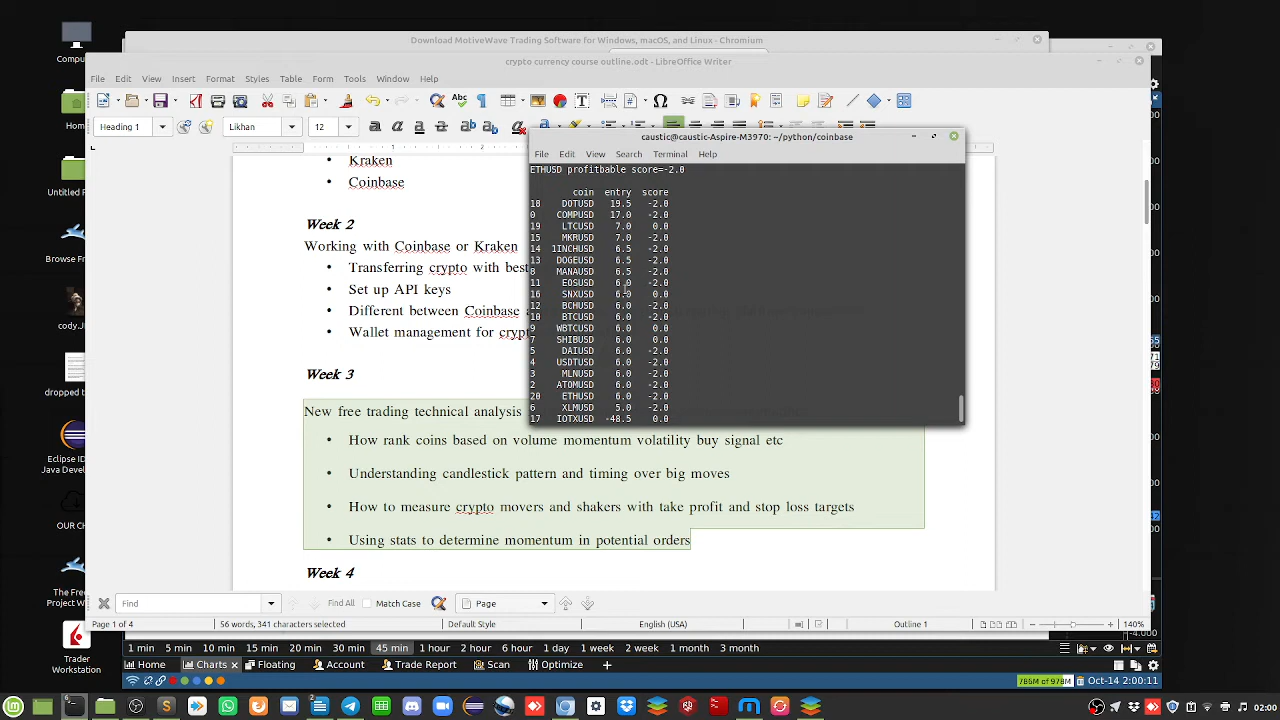 Download MotiveWave Trading Software for Windows, macOS, and Linux - Chromium
crypto currency course outline.odt - LibreOffice Writer
File Edit View Insert Format Styles Table Form Tools Window Help
Heading 1
Likhan
12
Kraken
Coinbase
Week 2
Working with Coinbase or Kraken
Transferring crypto with best
Set up API keys
Different between Coinbase
Wallet management for crypt
Week 3
New free trading technical analysis
How rank coins based on volume momentum volatility buy signal etc
Understanding candlestick pattern and timing over big moves
How to measure crypto movers and shakers with take profit and stop loss targets
Using stats to determine momentum in potential orders
Week 4
caustic@caustic-Aspire-M3970: ~/python/coinbase
File Edit View Search Terminal Help
ETHUSD profitbable score=-2.0
coin entry score
18 DOTUSD 19.5 -2.0
0 COMPUSD 17.0 -2.0
19 LTCUSD 7.0 0.0
15 MKRUSD 7.0 -2.0
14 1INCHUSD 6.5 -2.0
13 DOGEUSD 6.5 -2.0
8 MANAUSD 6.5 -2.0
11 EOSUSD 6.0 -2.0
16 SNXUSD 0.0
12 BCHUSD 6.0 -2.0
10 BTCUSD 6.0 -2.0
9 WBTCUSD 6.0 0.0
7 SHIBUSD 6.0 0.0
5 DAIUSD 6.0 -2.0
4 USDTUSD 6.0 -2.0
3 MLNUSD 6.0 -2.0
2 ATOMUSD 6.0 -2.0
20 ETHUSD 6.0 -2.0
6 XLMUSD 5.0 -2.0
17 IOTXUSD -48.5 0.0
Find
Find All
Match Case
Page
Page 1 of 4
56 words, 341 characters selected
Default Style
English (USA)
Outline 1
140%
1 min 5 min 10 min 15 min 20 min 30 min 45 min 1 hour 2 hour 6 hour 1 day 1 week 2 week 1 month 3 month
-4.000
Home Charts Floating Account Trade Report Scan Optimize
786M of 978M
Oct-14 2:00:11
Com
Hom
Untitled P
cody.J
dropped t
Eclipse ID
Java Devel
OUR CH
The Free
Project W
Trader
Workstation
02:00